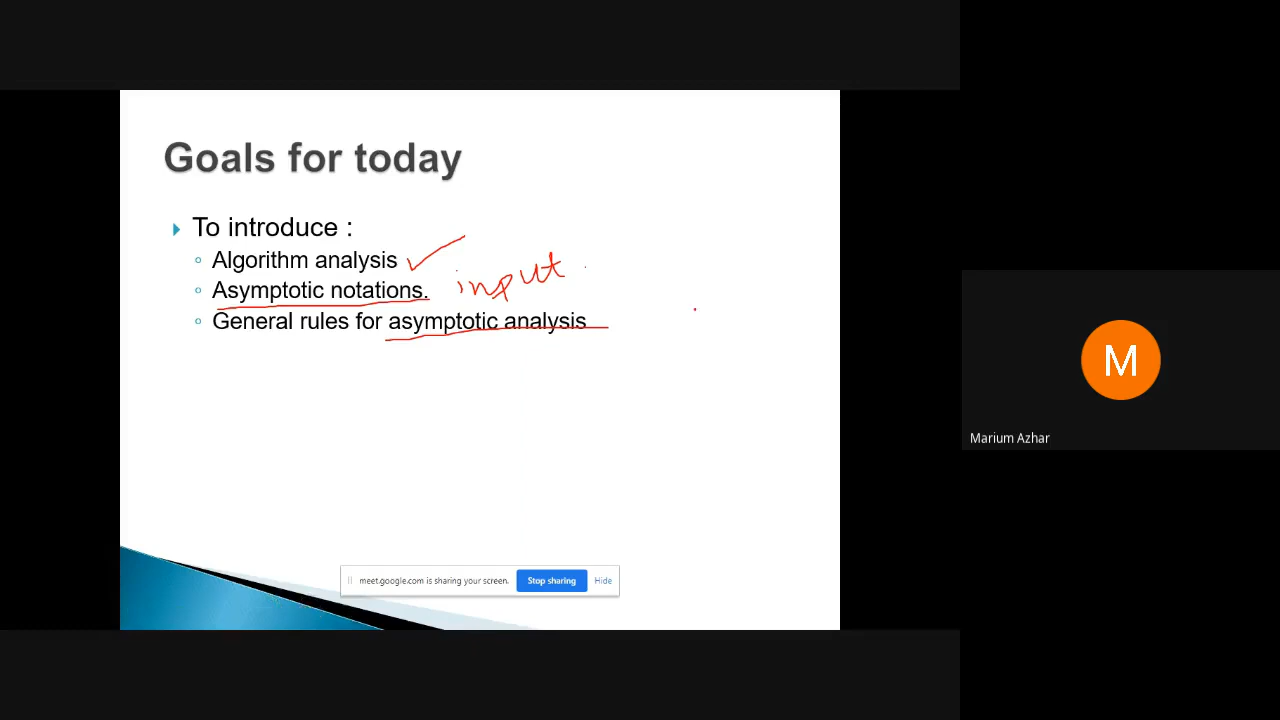 Goals for today
To introduce :
Algorithm analysis
Asymptotic notations. input
General rules for asymptotic analysis
M
Marium Azhar
meet.google.com is sharing your screen. Stop sharing Hide